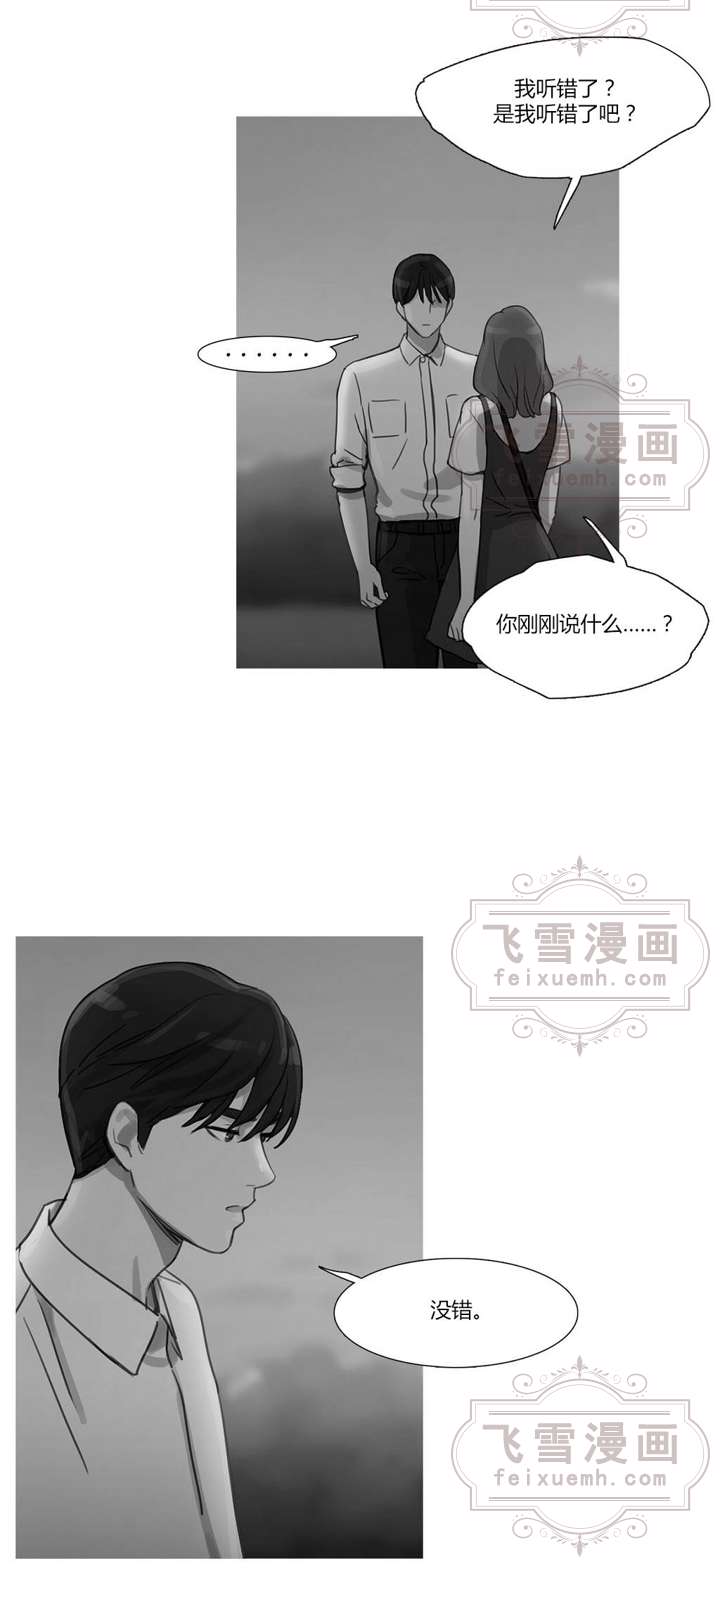 我听错了？
是我听错了吧？
······
飞雪漫画
feixuemh.com
你刚刚说什么……？
飞雪漫画
feixuemh.com
没错。
飞雪漫画
feixuemh.com